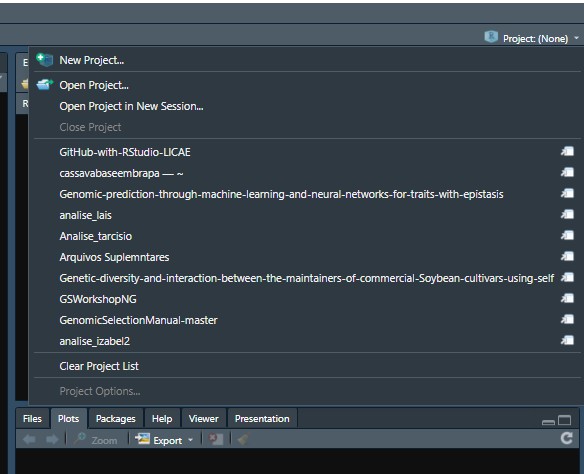 Project: (None)
E
New Project...
Open Project...
Open Project in New Session...
R
Close Project
GitHub-with-RStudio-LICAE
cassavabaseembrapa — ~
Genomic-prediction-through-machine-learning-and-neural-networks-for-traits-with-epistasis
analise_lais
Analise_tarcisio
Arquivos Suplemntares
Genetic-diversity-and-interaction-between-the-maintainers-of-commercial-Soybean-cultivars-using-self
GSWorkshopNG
GenomicSelectionManual-master
analise_izabel2
Clear Project List
Project Options...
Files Plots Packages Help Viewer Presentation
Zoom Export